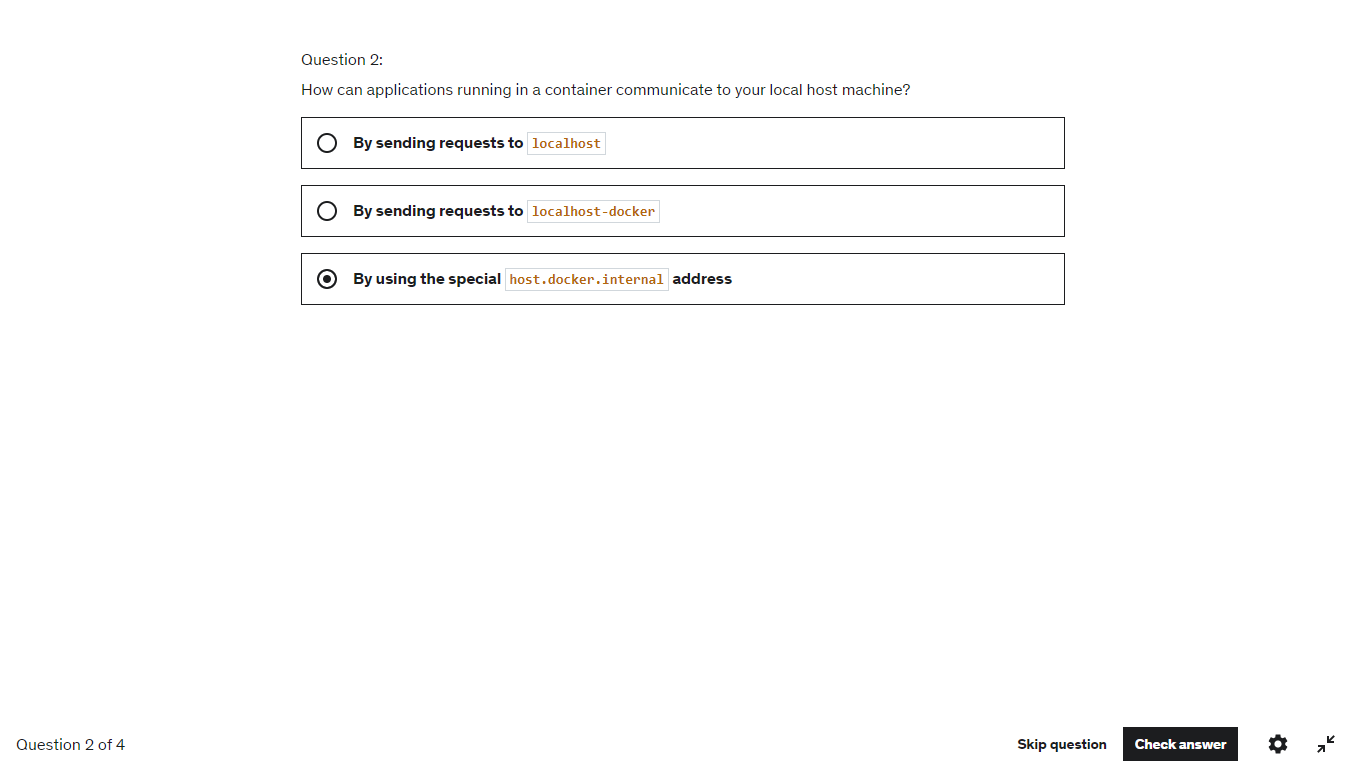 Question 2:
How can applications running in a container communicate to your local host machine?
By sending requests to localhost
By sending requests to localhost-docker
By using the special host.docker.internal address
Question 2 of 4
Skip question
Check answer